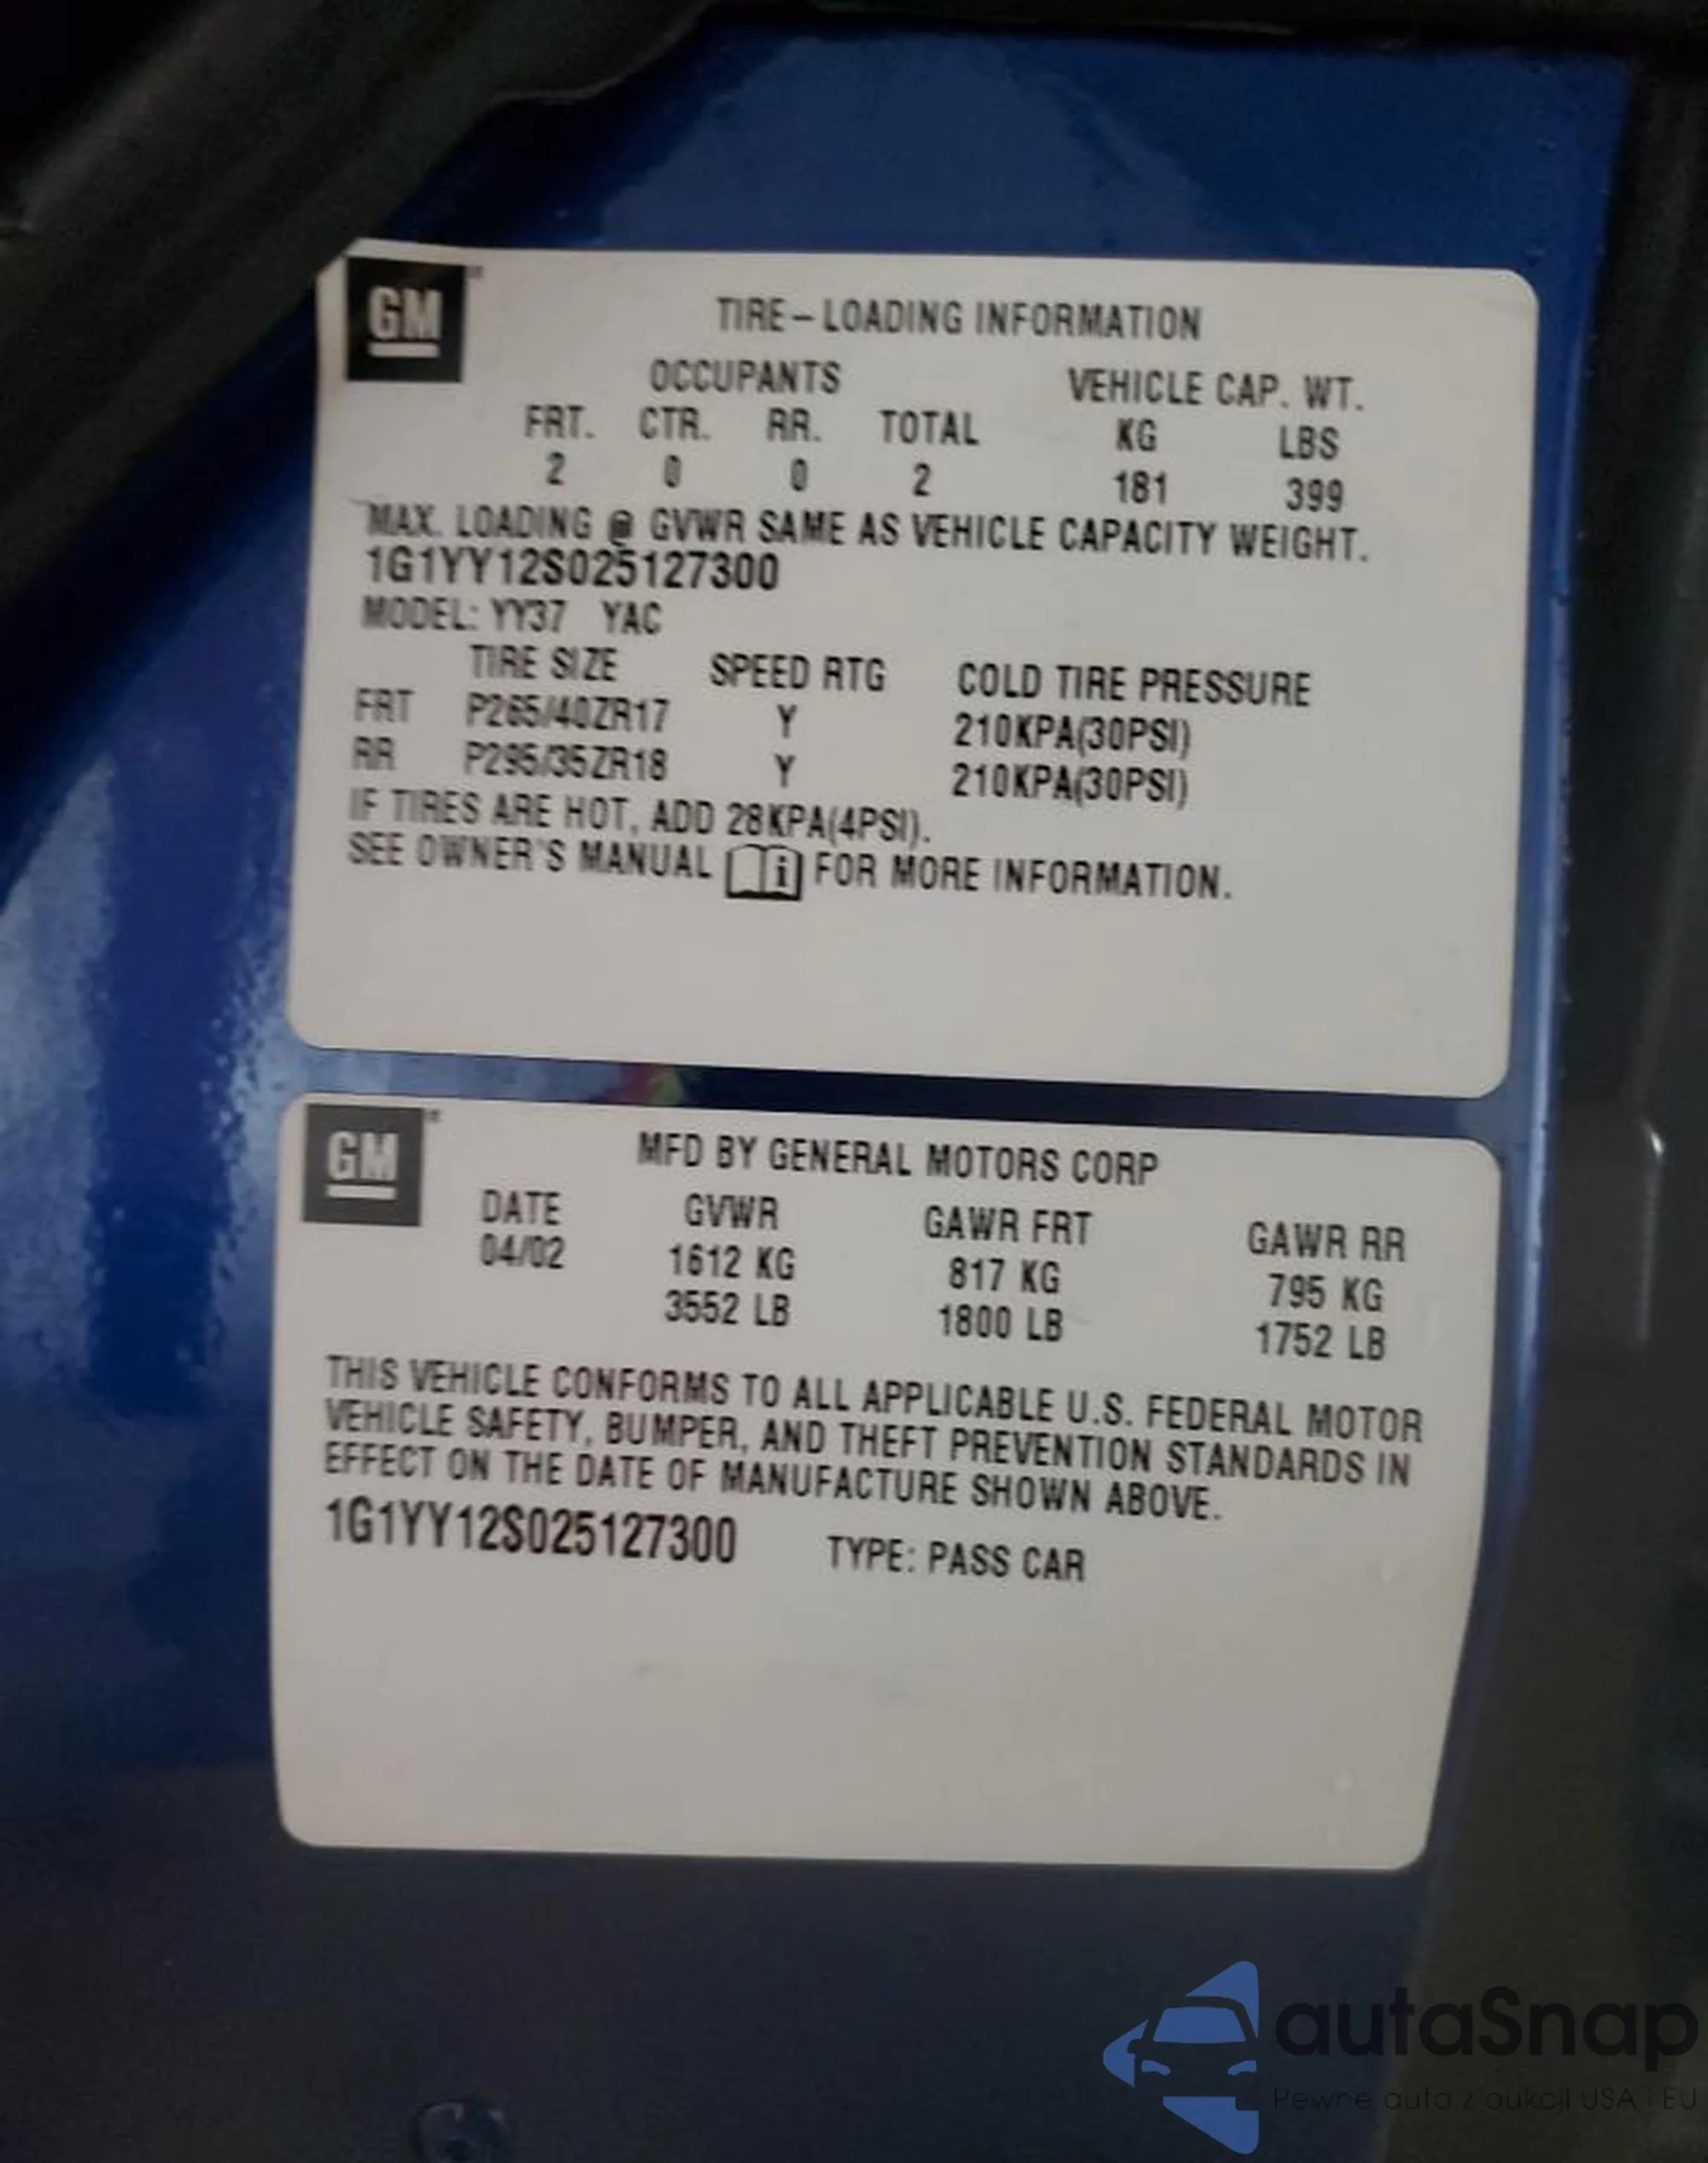 GM
TIRE – LOADING INFORMATION
OCCUPANTS VEHICLE CAP. WT.
FRT. CTR. RR. TOTAL KG LBS
2 0 0 2 181 399
MAX. LOADING @ GVWR SAME AS VEHICLE CAPACITY WEIGHT.
1G1YY12S025127300
MODEL: YY37 YAC
TIRE SIZE SPEED RTG COLD TIRE PRESSURE
FRT P265/40ZR17 Y 210KPA(30PSI)
RR P295/35ZR18 Y 210KPA(30PSI)
IF TIRES ARE HOT, ADD 28KPA(4PSI).
SEE OWNER'S MANUAL i FOR MORE INFORMATION.
GM
MFD BY GENERAL MOTORS CORP
DATE GVWR GAWR FRT GAWR RR
04/02 1612 KG 817 KG 795 KG
3552 LB 1800 LB 1752 LB
THIS VEHICLE CONFORMS TO ALL APPLICABLE U.S. FEDERAL MOTOR
VEHICLE SAFETY, BUMPER, AND THEFT PREVENTION STANDARDS IN
EFFECT ON THE DATE OF MANUFACTURE SHOWN ABOVE.
1G1YY12S025127300 TYPE: PASS CAR
autaSnap
Pewne auta z aukcji USA i EU